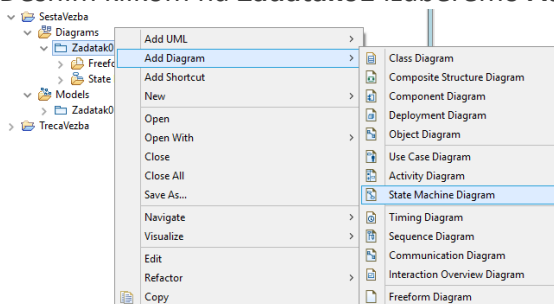 SestaVezba
Diagrams
Zadatak0
Freefo
State
Models
Zadatak0
TrecaVezba
Add UML
Add Diagram
Add Shortcut
New
Open
Open With
Close
Close All
Save As...
Navigate
Visualize
Edit
Refactor
Copy
Class Diagram
Composite Structure Diagram
Component Diagram
Deployment Diagram
Object Diagram
Use Case Diagram
Activity Diagram
State Machine Diagram
Timing Diagram
Sequence Diagram
Communication Diagram
Interaction Overview Diagram
Freeform Diagram